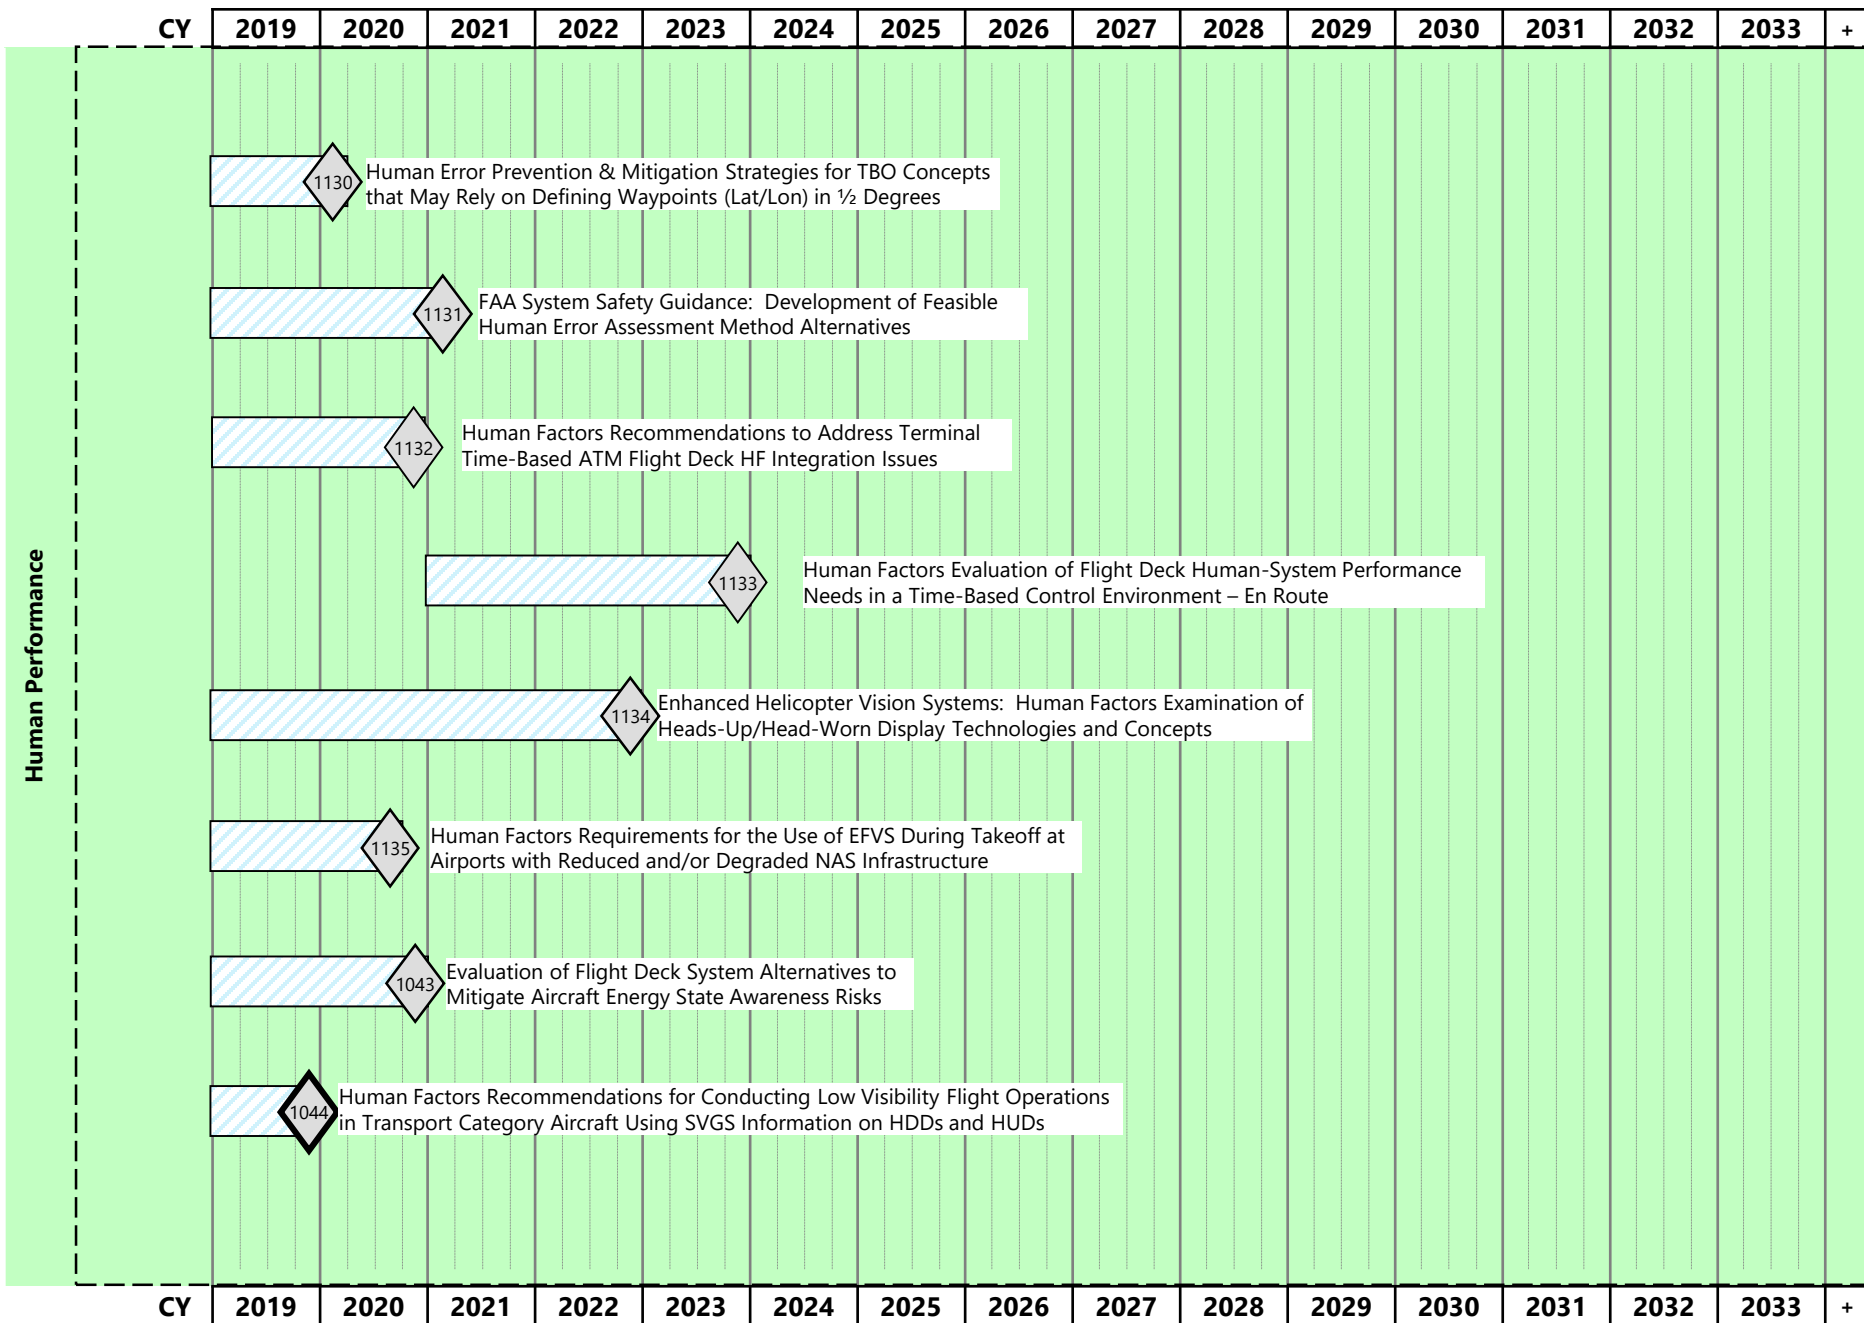 CY 2019 2020 2021 2022 2023 2024 2025 2026 2027 2028 2029 2030 2031 2032 2033 +
Human Performance
1130
Human Error Prevention & Mitigation Strategies for TBO Concepts
that May Rely on Defining Waypoints (Lat/Lon) in ½ Degrees
1131
FAA System Safety Guidance: Development of Feasible
Human Error Assessment Method Alternatives
1132
Human Factors Recommendations to Address Terminal
Time-Based ATM Flight Deck HF Integration Issues
1133
Human Factors Evaluation of Flight Deck Human-System Performance
Needs in a Time-Based Control Environment – En Route
1134
Enhanced Helicopter Vision Systems: Human Factors Examination of
Heads-Up/Head-Worn Display Technologies and Concepts
1135
Human Factors Requirements for the Use of EFVS During Takeoff at
Airports with Reduced and/or Degraded NAS Infrastructure
1043
Evaluation of Flight Deck System Alternatives to
Mitigate Aircraft Energy State Awareness Risks
1044
Human Factors Recommendations for Conducting Low Visibility Flight Operations
in Transport Category Aircraft Using SVGS Information on HDDs and HUDs
CY 2019 2020 2021 2022 2023 2024 2025 2026 2027 2028 2029 2030 2031 2032 2033 +